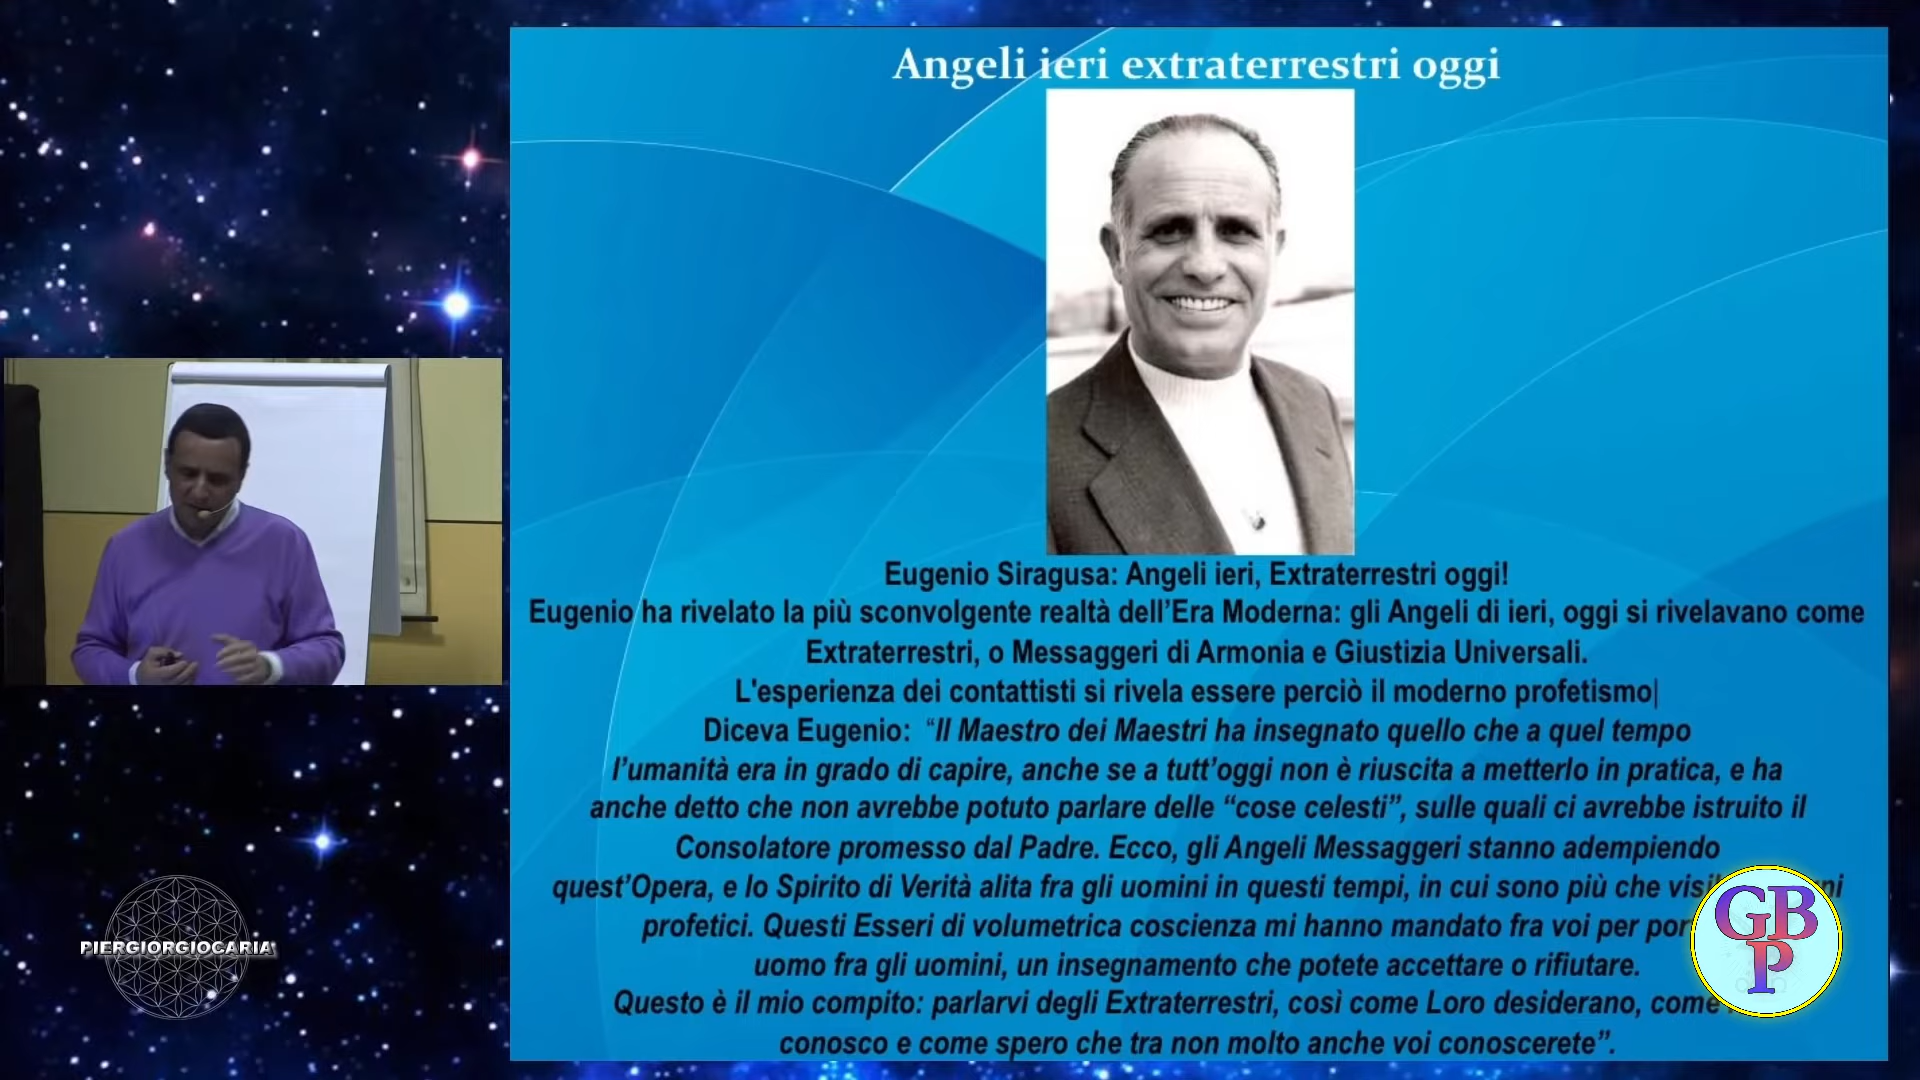 Angeli ieri extraterrestri oggi
Eugenio Siragusa: Angeli ieri, Extraterrestri oggi!
Eugenio ha rivelato la più sconvolgente realtà dell’Era Moderna: gli Angeli di ieri, oggi si rivelavano come
Extraterrestri, o Messaggeri di Armonia e Giustizia Universali.
L'esperienza dei contattisti si rivela essere perciò il moderno profetismo
Diceva Eugenio: “Il Maestro dei Maestri ha insegnato quello che a quel tempo
l’umanità era in grado di capire, anche se a tutt’oggi non è riuscita a metterlo in pratica, e ha
anche detto che non avrebbe potuto parlare delle “cose celesti”, sulle quali ci avrebbe istruito il
Consolatore promesso dal Padre. Ecco, gli Angeli Messaggeri stanno adempiendo
quest’Opera, e lo Spirito di Verità alita fra gli uomini in questi tempi, in cui sono più che
profetici. Questi Esseri di volumetrica coscienza mi hanno mandato fra voi per
uomo fra gli uomini, un insegnamento che potete accettare o rifiutare.
Questo è il mio compito: parlarvi degli Extraterrestri, così come Loro desiderano, come
conosco e come spero che tra non molto anche voi conoscerete”.
PIERGIORGIOCARIA
GBP